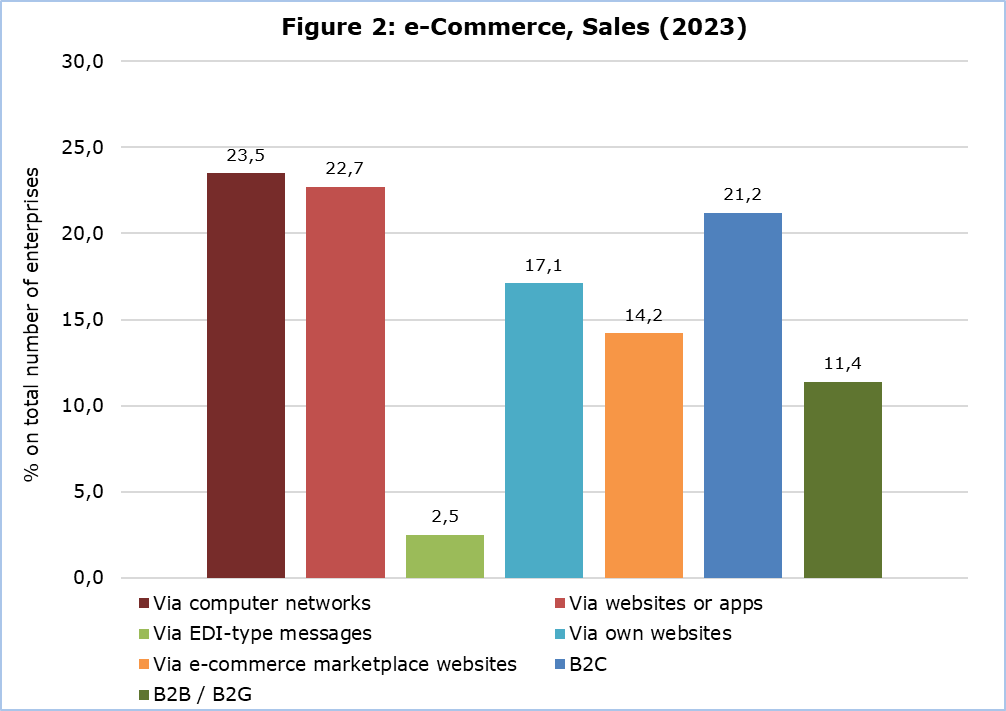 Figure 2: e-Commerce, Sales (2023)
% on total number of enterprises
30,0
25,0
20,0
15,0
10,0
5,0
0,0
23,5
22,7
2,5
17,1
14,2
21,2
11,4
Via computer networks
Via websites or apps
Via EDI-type messages
Via own websites
Via e-commerce marketplace websites
B2C
B2B / B2G